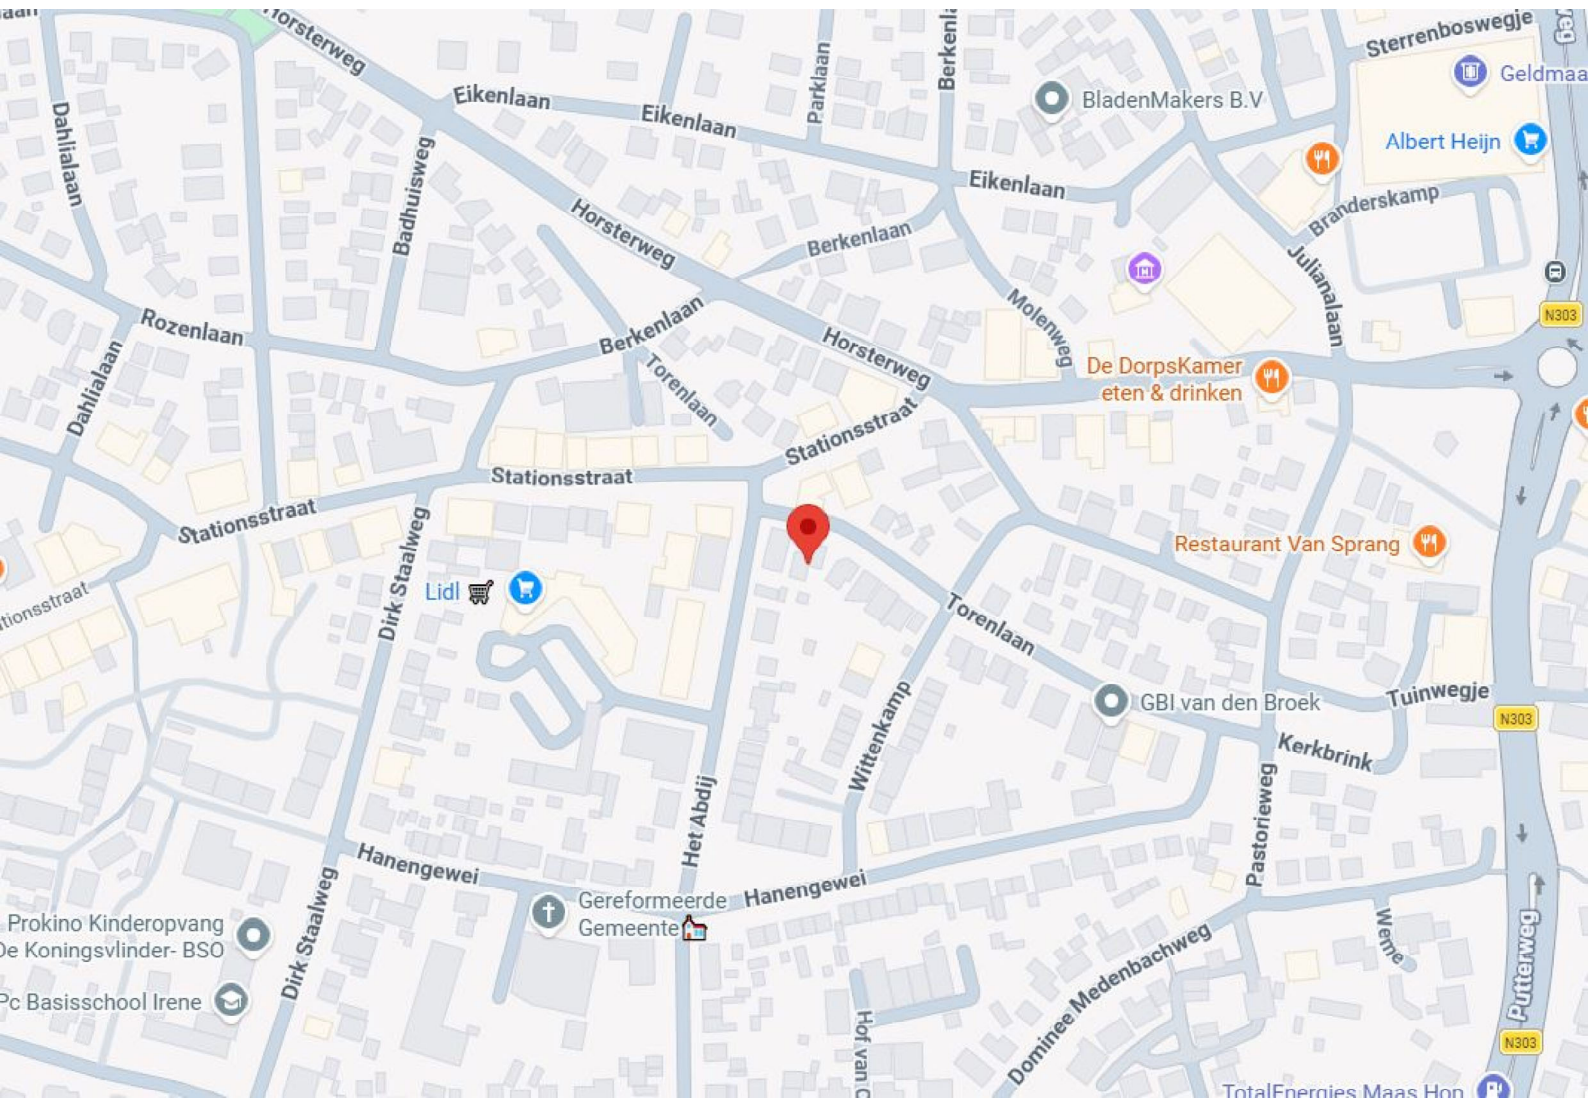 Horsterweg
Sterrenboswegje
Geldmaa
Eikenlaan
Eikenlaan
Parklaan
BladenMakers B.V
Albert Heijn
Dahlialaan
Badhuisweg
Eikenlaan
Branderskamp
Horsterweg
Berkenlaan
Julianalaan
Molenweg
N303
Rozenlaan
Berkenlaan
Horsterweg
De DorpsKamer
eten & drinken
Dahlialaan
Torenlaan
Stationsstraat
Stationsstraat
Stationsstraat
Dirk Staalweg
Restaurant Van Sprang
Lidl
Torenlaan
GBI van den Broek
Tuinwegje
N303
Wittenkamp
Kerkbrink
Het Abdij
Pastorieweg
Hanengewei
Hanengewei
Gereformeerde
Gemeente
Prokino Kinderopvang
De Koningsvlinder- BSO
Dirk Staalweg
Weme
Dominee Medenbachweg
Putterweg
Pc Basisschool Irene
Hof van
N303
TotalEnergies Maas Hop